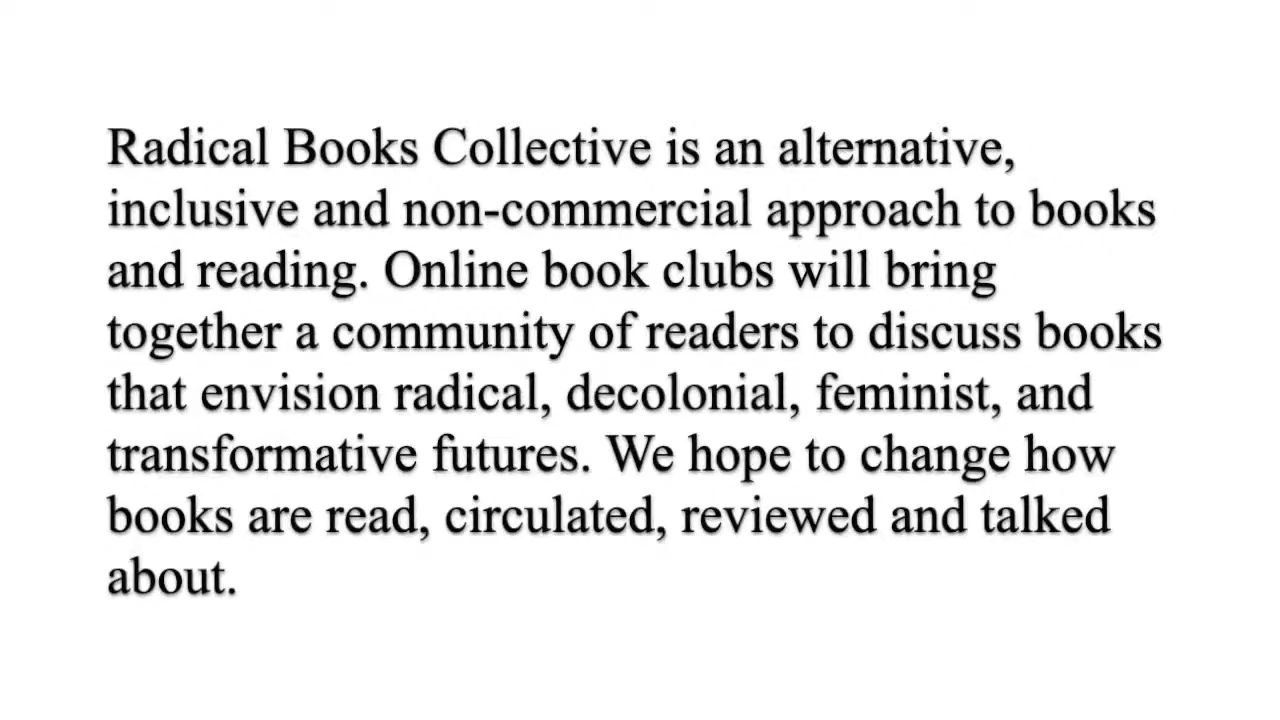 Radical Books Collective is an alternative,
inclusive and non-commercial approach to books
and reading. Online book clubs will bring
together a community of readers to discuss books
that envision radical, decolonial, feminist, and
transformative futures. We hope to change how
books are read, circulated, reviewed and talked
about.